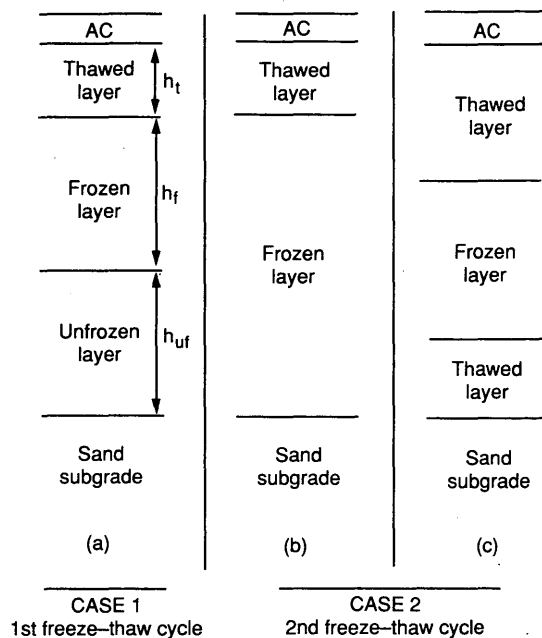 AC
Thawed
layer
hₜ
Frozen
layer
h_f
Unfrozen
layer
h_uf
Sand
subgrade
(a)
AC
Thawed
layer
Frozen
layer
Sand
subgrade
(b)
AC
Thawed
layer
Frozen
layer
Thawed
layer
Sand
subgrade
(c)
CASE 1
1st freeze–thaw cycle
CASE 2
2nd freeze–thaw cycle